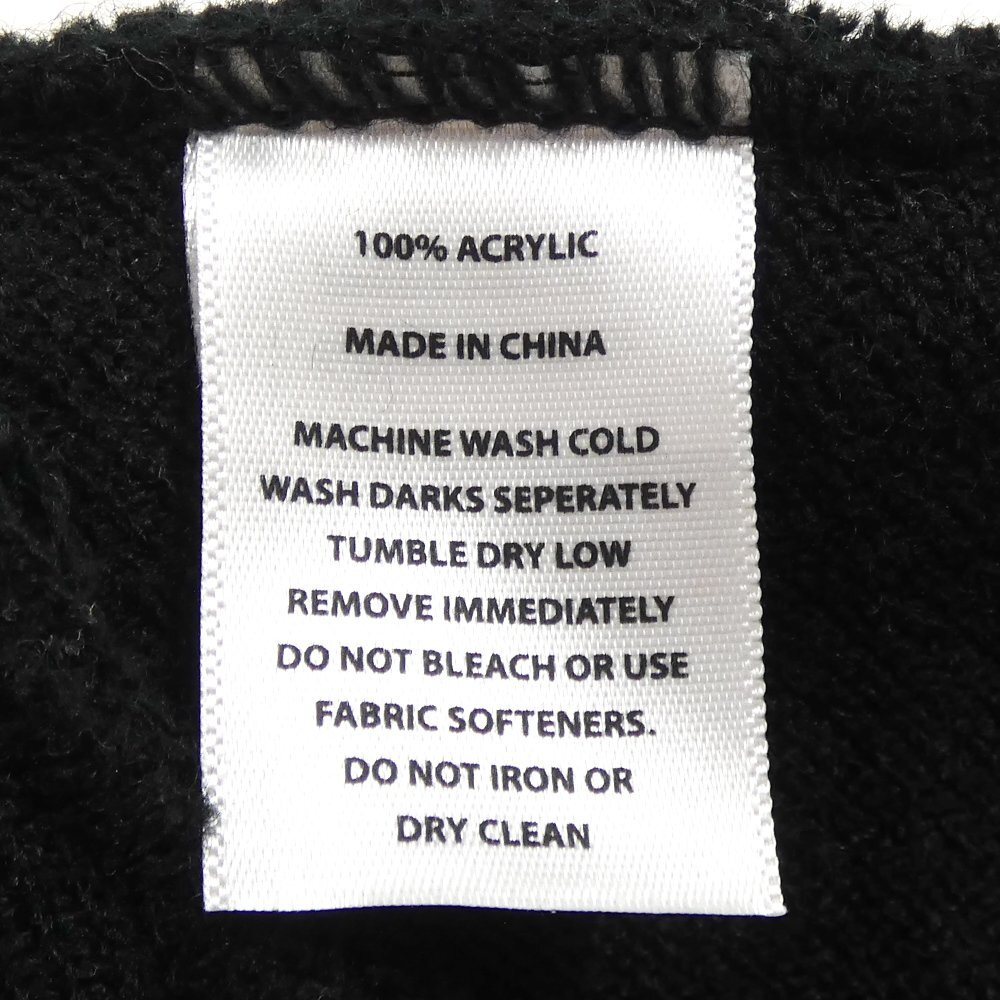 100% ACRYLIC
MADE IN CHINA
MACHINE WASH COLD
WASH DARKS SEPERATELY
TUMBLE DRY LOW
REMOVE IMMEDIATELY
DO NOT BLEACH OR USE
FABRIC SOFTENERS.
DO NOT IRON OR
DRY CLEAN